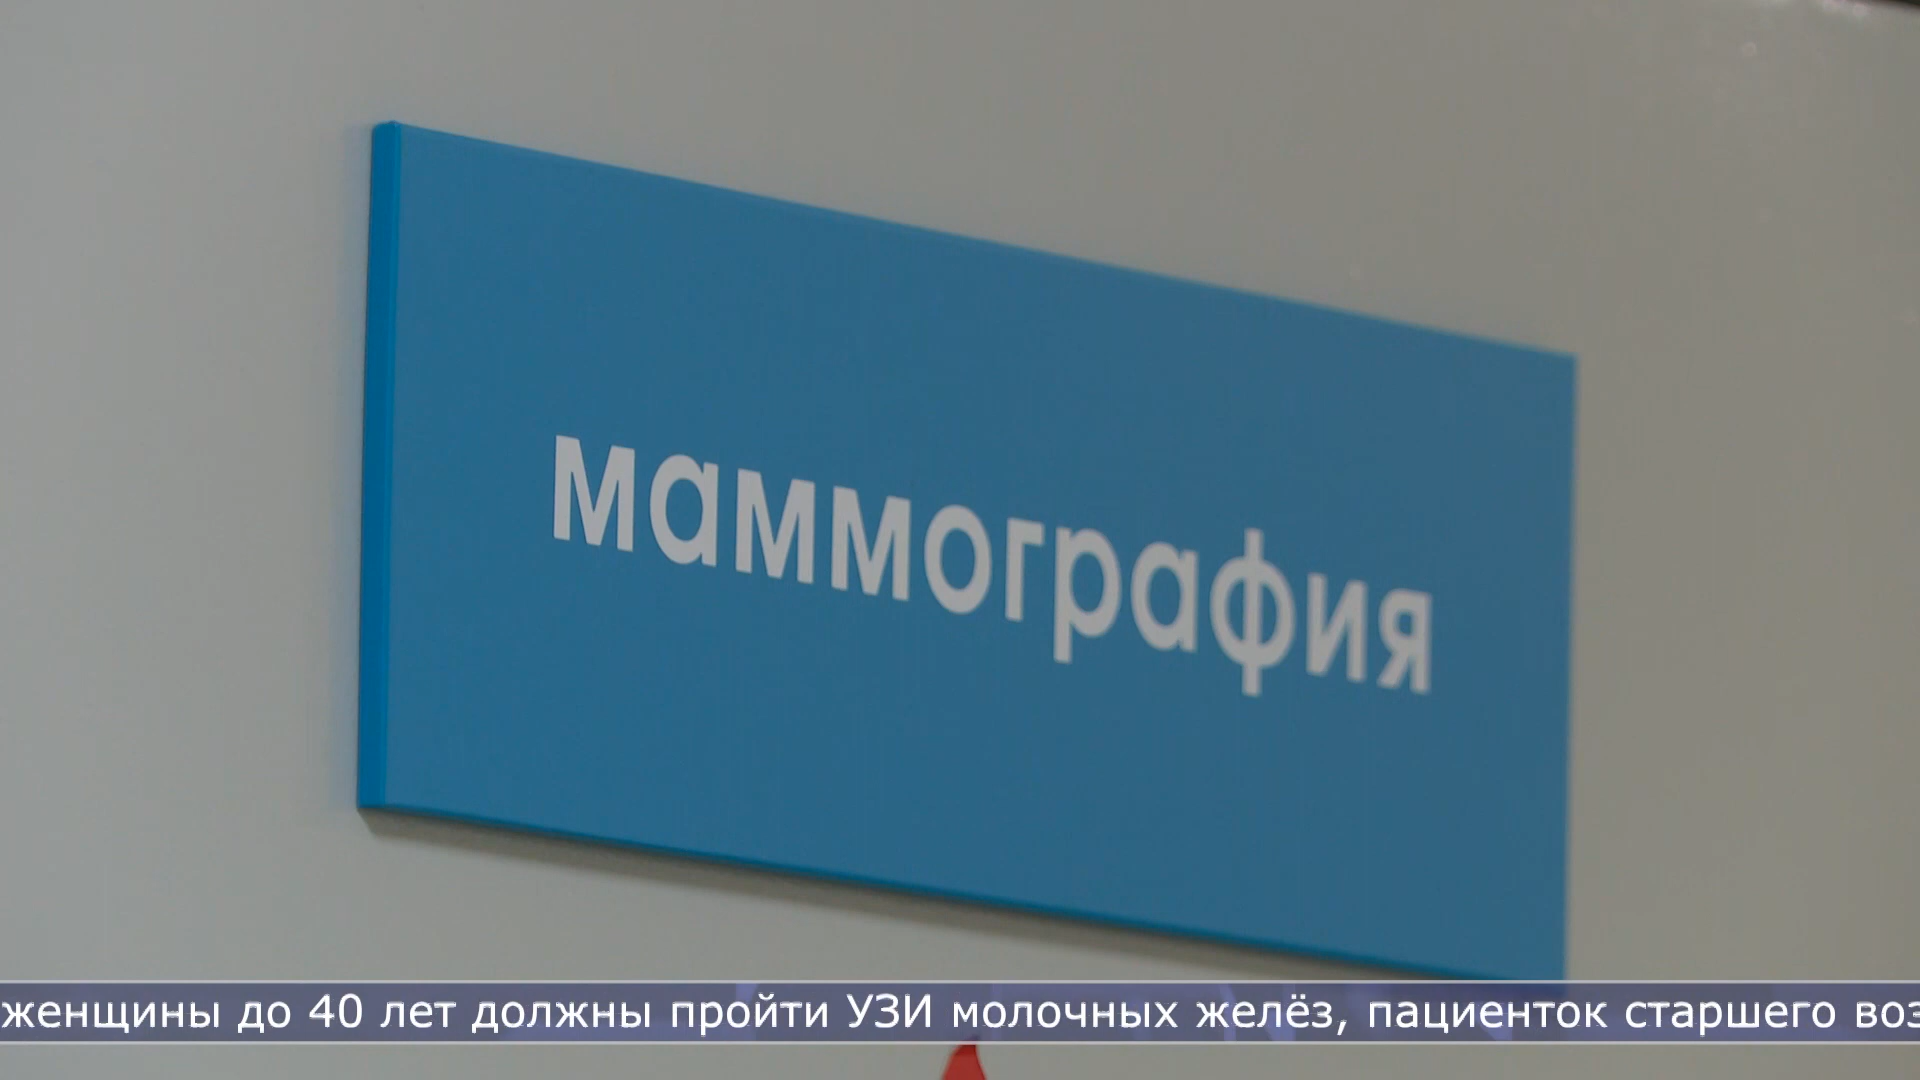 маммография
женщины до 40 лет должны пройти УЗИ молочных желёз, пациенток старшего воз